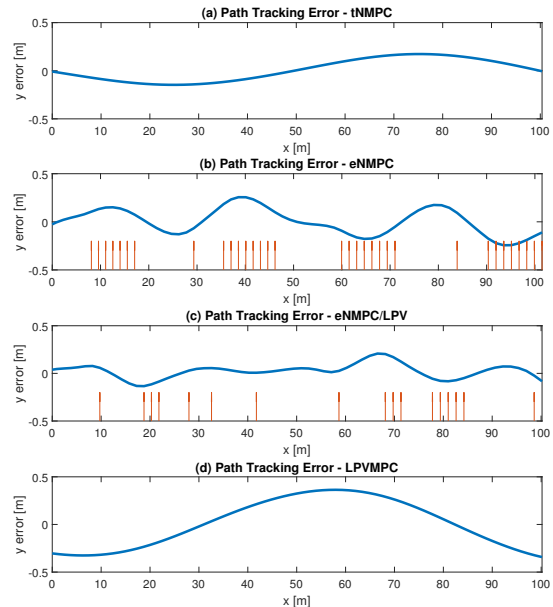 (a) Path Tracking Error - tNMPC
0.5
0
-0.5
y error [m]
0 10 20 30 40 50 60 70 80 90 100
x [m]
(b) Path Tracking Error - eNMPC
0.5
0
-0.5
y error [m]
0 10 20 30 40 50 60 70 80 90 100
x [m]
(c) Path Tracking Error - eNMPC/LPV
0.5
0
-0.5
y error [m]
0 10 20 30 40 50 60 70 80 90 100
x [m]
(d) Path Tracking Error - LPVMPC
0.5
0
-0.5
y error [m]
0 10 20 30 40 50 60 70 80 90 100
x [m]